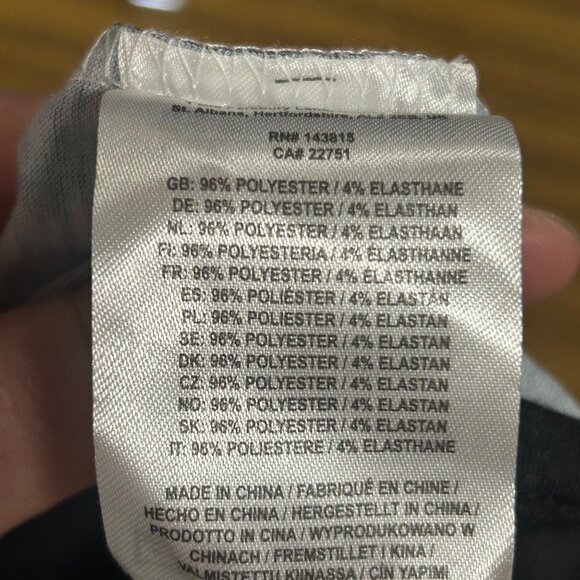 St. Albans, Hertfordshire,
RN# 143815
CA# 22751
GB: 96% POLYESTER / 4% ELASTHANE
DE: 96% POLYESTER / 4% ELASTHAN
NL: 96% POLYESTER / 4% ELASTHAAN
FI: 96% POLYESTERIA / 4% ELASTHANNE
FR: 96% POLYESTER / 4% ELASTHANNE
ES: 96% POLIÉSTER / 4% ELASTÁN
PL: 96% POLIESTER / 4% ELASTAN
SE: 96% POLYESTER / 4% ELASTAN
DK: 96% POLYESTER / 4% ELASTAN
CZ: 96% POLYESTER / 4% ELASTAN
NO: 96% POLYESTER / 4% ELASTAN
SK: 96% POLYESTER / 4% ELASTAN
IT: 96% POLIESTERE / 4% ELASTHANE
MADE IN CHINA / FABRIQUÉ EN CHINE /
HECHO EN CHINA / HERGESTELLT IN CHINA /
PRODOTTO IN CINA / WYPRODUKOWANO W
CHINACH / FREMSTILLET I KINA /
VALMISTETTU KIINASSA / ÇIN YAPIMI